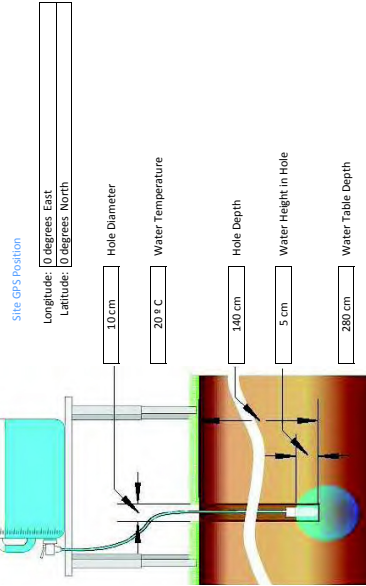 Site GPS Position
Longitude: 0 degrees East
Latitude: 0 degrees North
10 cm Hole Diameter
20 º C Water Temperature
140 cm Hole Depth
5 cm Water Height in Hole
280 cm Water Table Depth